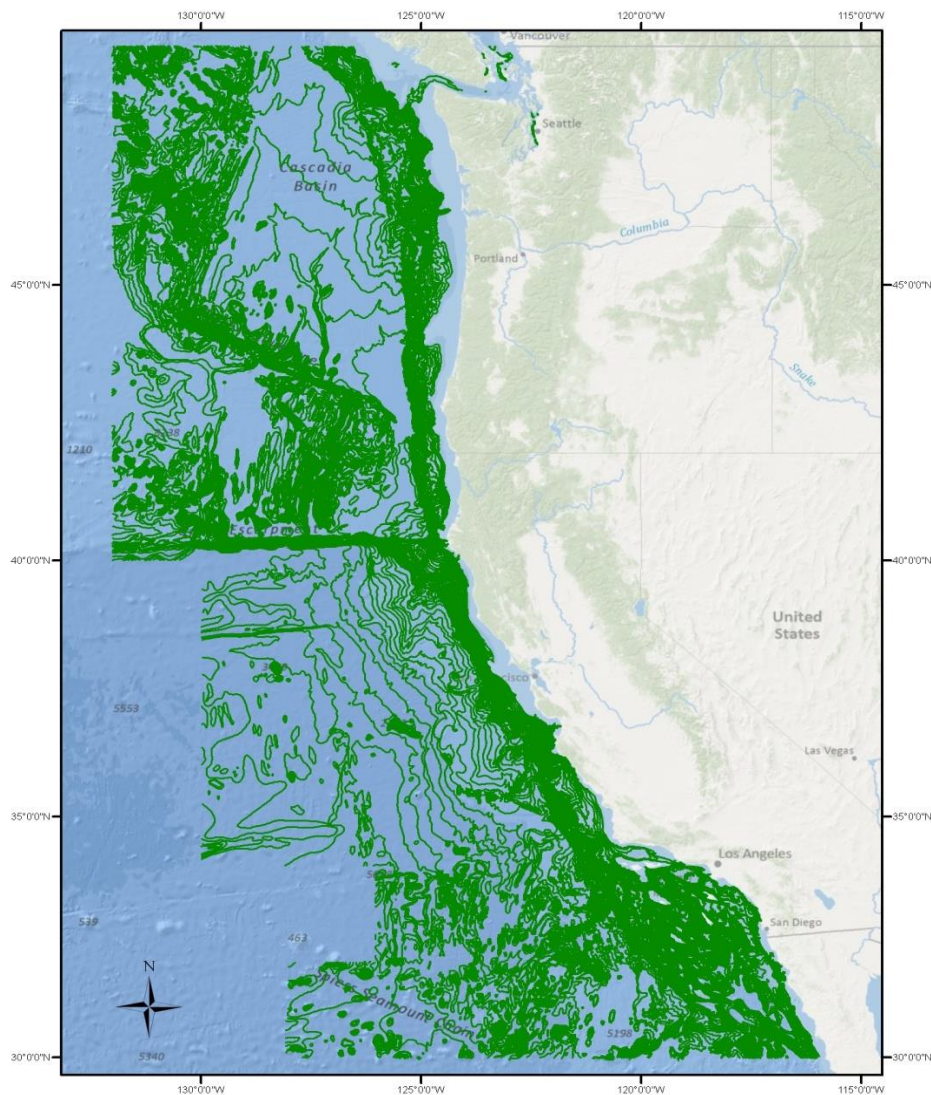 130°0'0"W
125°0'0"W
120°0'0"W
115°0'0"W
Vancouver
Seattle
Cascadia
Basin
Columbia
Portland
45°0'0"N
45°0'0"N
Snake
1210
Escarpment
40°0'0"N
40°0'0"N
United
States
cisco
5553
Las Vegas
35°0'0"N
35°0'0"N
Los Angeles
539
San Diego
463
N
Seamount
5198
5340
30°0'0"N
30°0'0"N
130°0'0"W
125°0'0"W
120°0'0"W
115°0'0"W